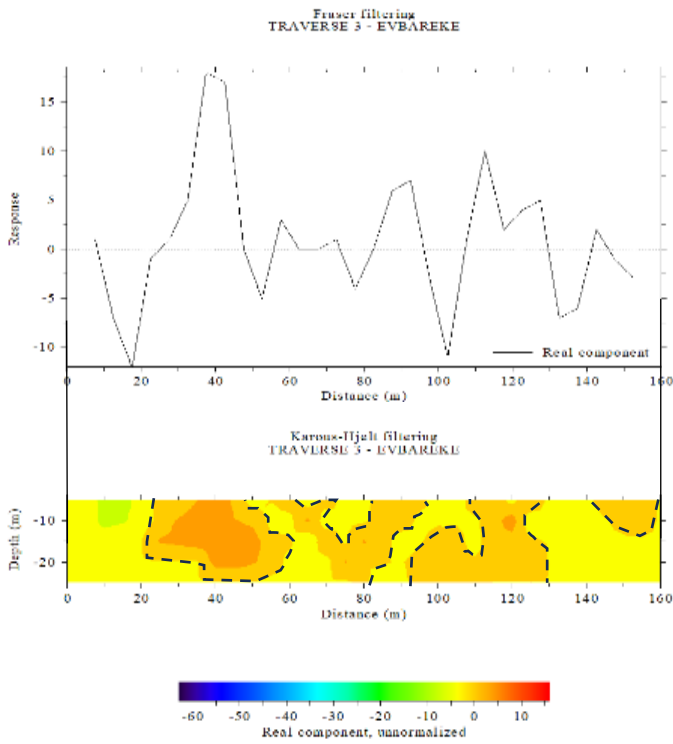 Fraser filtering
TRAVERSE 3 - EVBAREKE
15
10
5
0
-5
-10
Response
Real component
0 20 40 60 80 100 120 140 160
Distance (m)
Karous-Hjelt filtering
TRAVERSE 3 - EVBAREKE
-10
-20
Depth (m)
0 20 40 60 80 100 120 140 160
Distance (m)
-60 -50 -40 -30 -20 -10 0 10
Real component, unnormalized